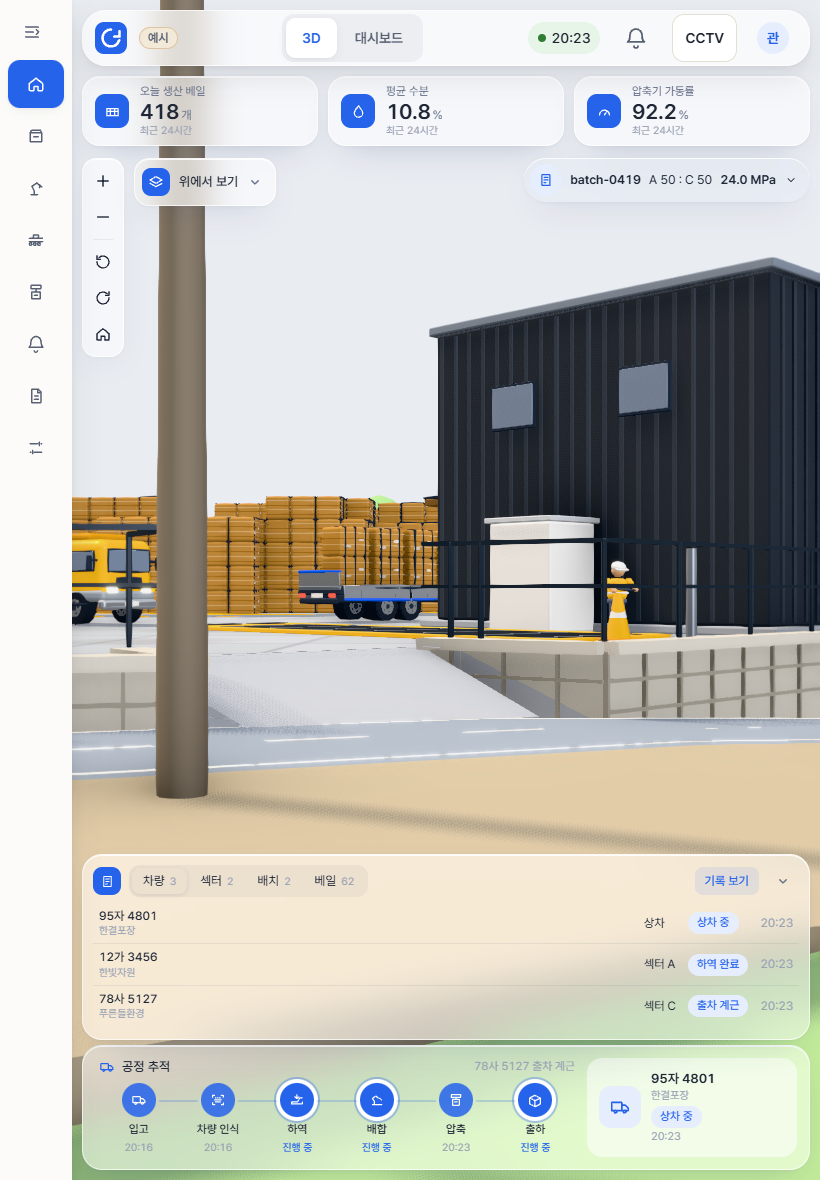 예시
3D
대시보드
20:23
CCTV
관
오늘 생산 베일
418개
최근 24시간
평균 수분
10.8%
최근 24시간
압축기 가동률
92.2%
최근 24시간
위에서 보기
batch-0419 A 50 : C 50 24.0 MPa
차량 3
섹터 2
배치 2
베일 62
기록 보기
95자 4801
한결포장
상차
상차 중
20:23
12가 3456
한빛자원
섹터 A
하역 완료
20:23
78사 5127
푸른들환경
섹터 C
출차 계근
20:23
공정 추적
78사 5127 출차 계근
입고
20:16
차량 인식
20:16
하역
진행 중
배합
진행 중
압축
20:23
출하
진행 중
95자 4801
한결포장
상차 중
20:23